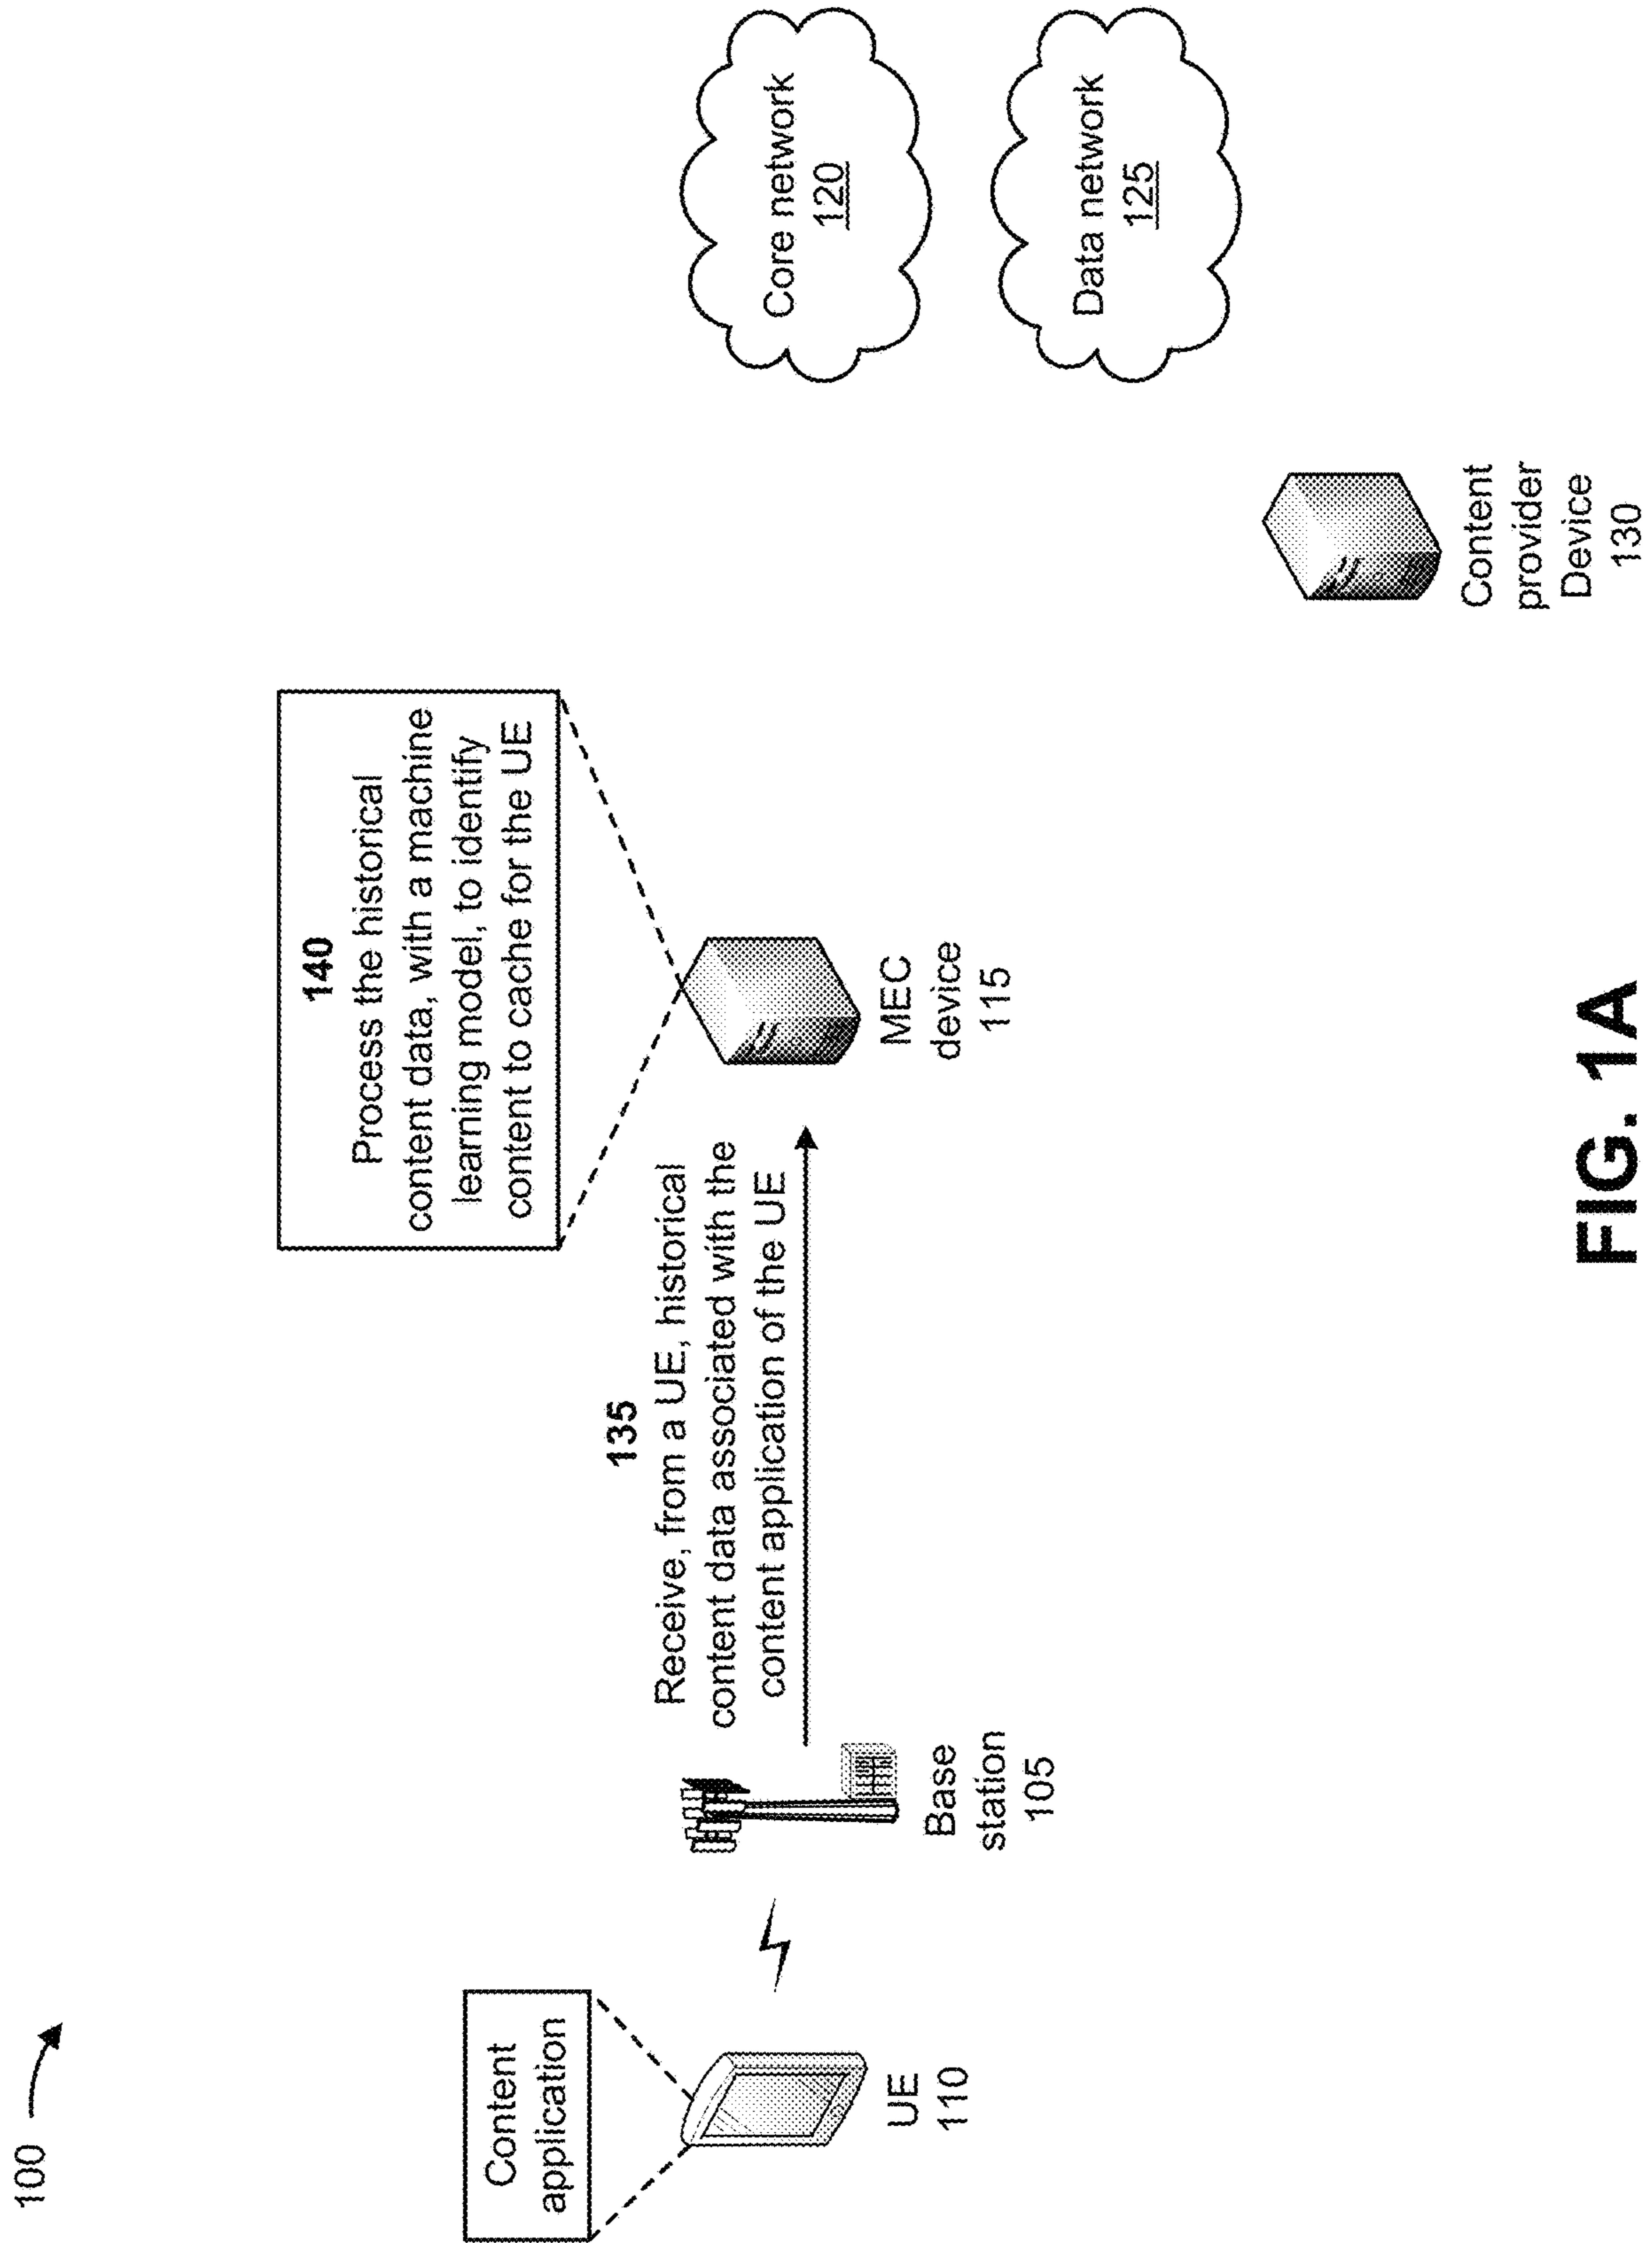 100
Content
application
UE
110
Base
station
105
135
Receive, from a UE, historical
content data associated with the
content application of the UE
140
Process the historical
content data, with a machine
learning model, to identify
content to cache for the UE
MEC
device
115
Core network
120
Data network
125
Content
provider
Device
130
FIG. 1A